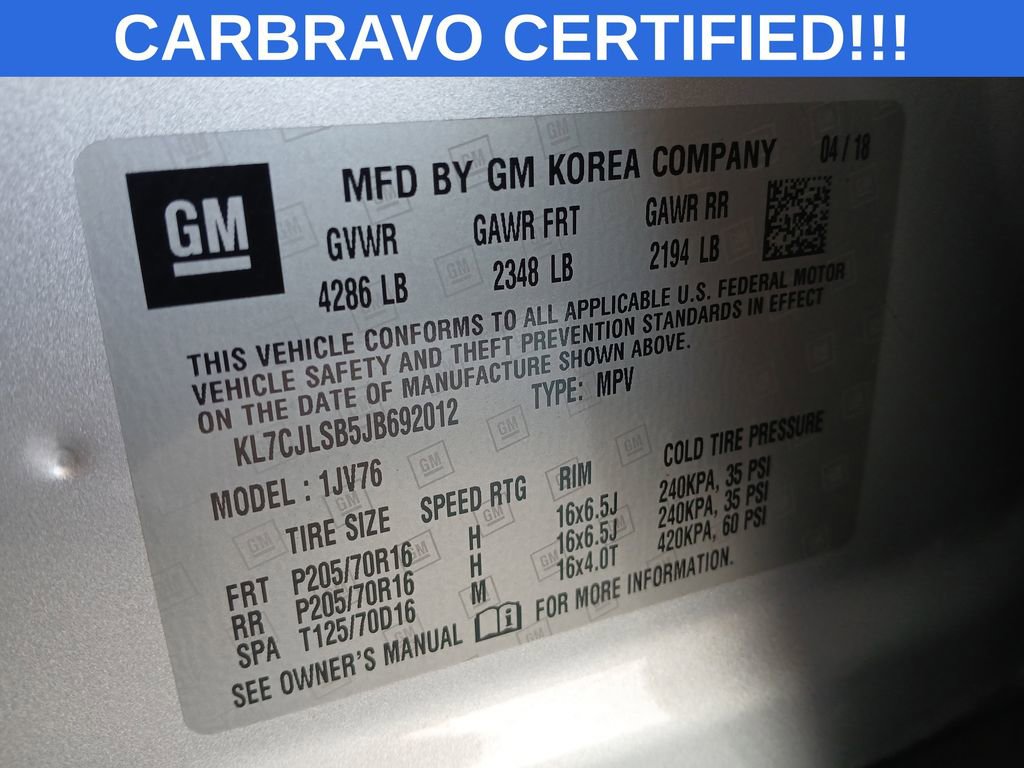 CARBRAVO CERTIFIED!!!
GM
MFD BY GM KOREA COMPANY 04 / 18
GVWR GAWR FRT GAWR RR
4286 LB 2348 LB 2194 LB
THIS VEHICLE CONFORMS TO ALL APPLICABLE U.S. FEDERAL MOTOR
VEHICLE SAFETY AND THEFT PREVENTION STANDARDS IN EFFECT
ON THE DATE OF MANUFACTURE SHOWN ABOVE.
KL7CJLSB5JB692012 TYPE: MPV
MODEL : 1JV76
TIRE SIZE SPEED RTG RIM COLD TIRE PRESSURE
FRT P205/70R16 H 16x6.5J 240KPA, 35 PSI
RR P205/70R16 H 16x6.5J 240KPA, 35 PSI
SPA T125/70D16 M 16x4.0T 420KPA, 60 PSI
SEE OWNER'S MANUAL FOR MORE INFORMATION.